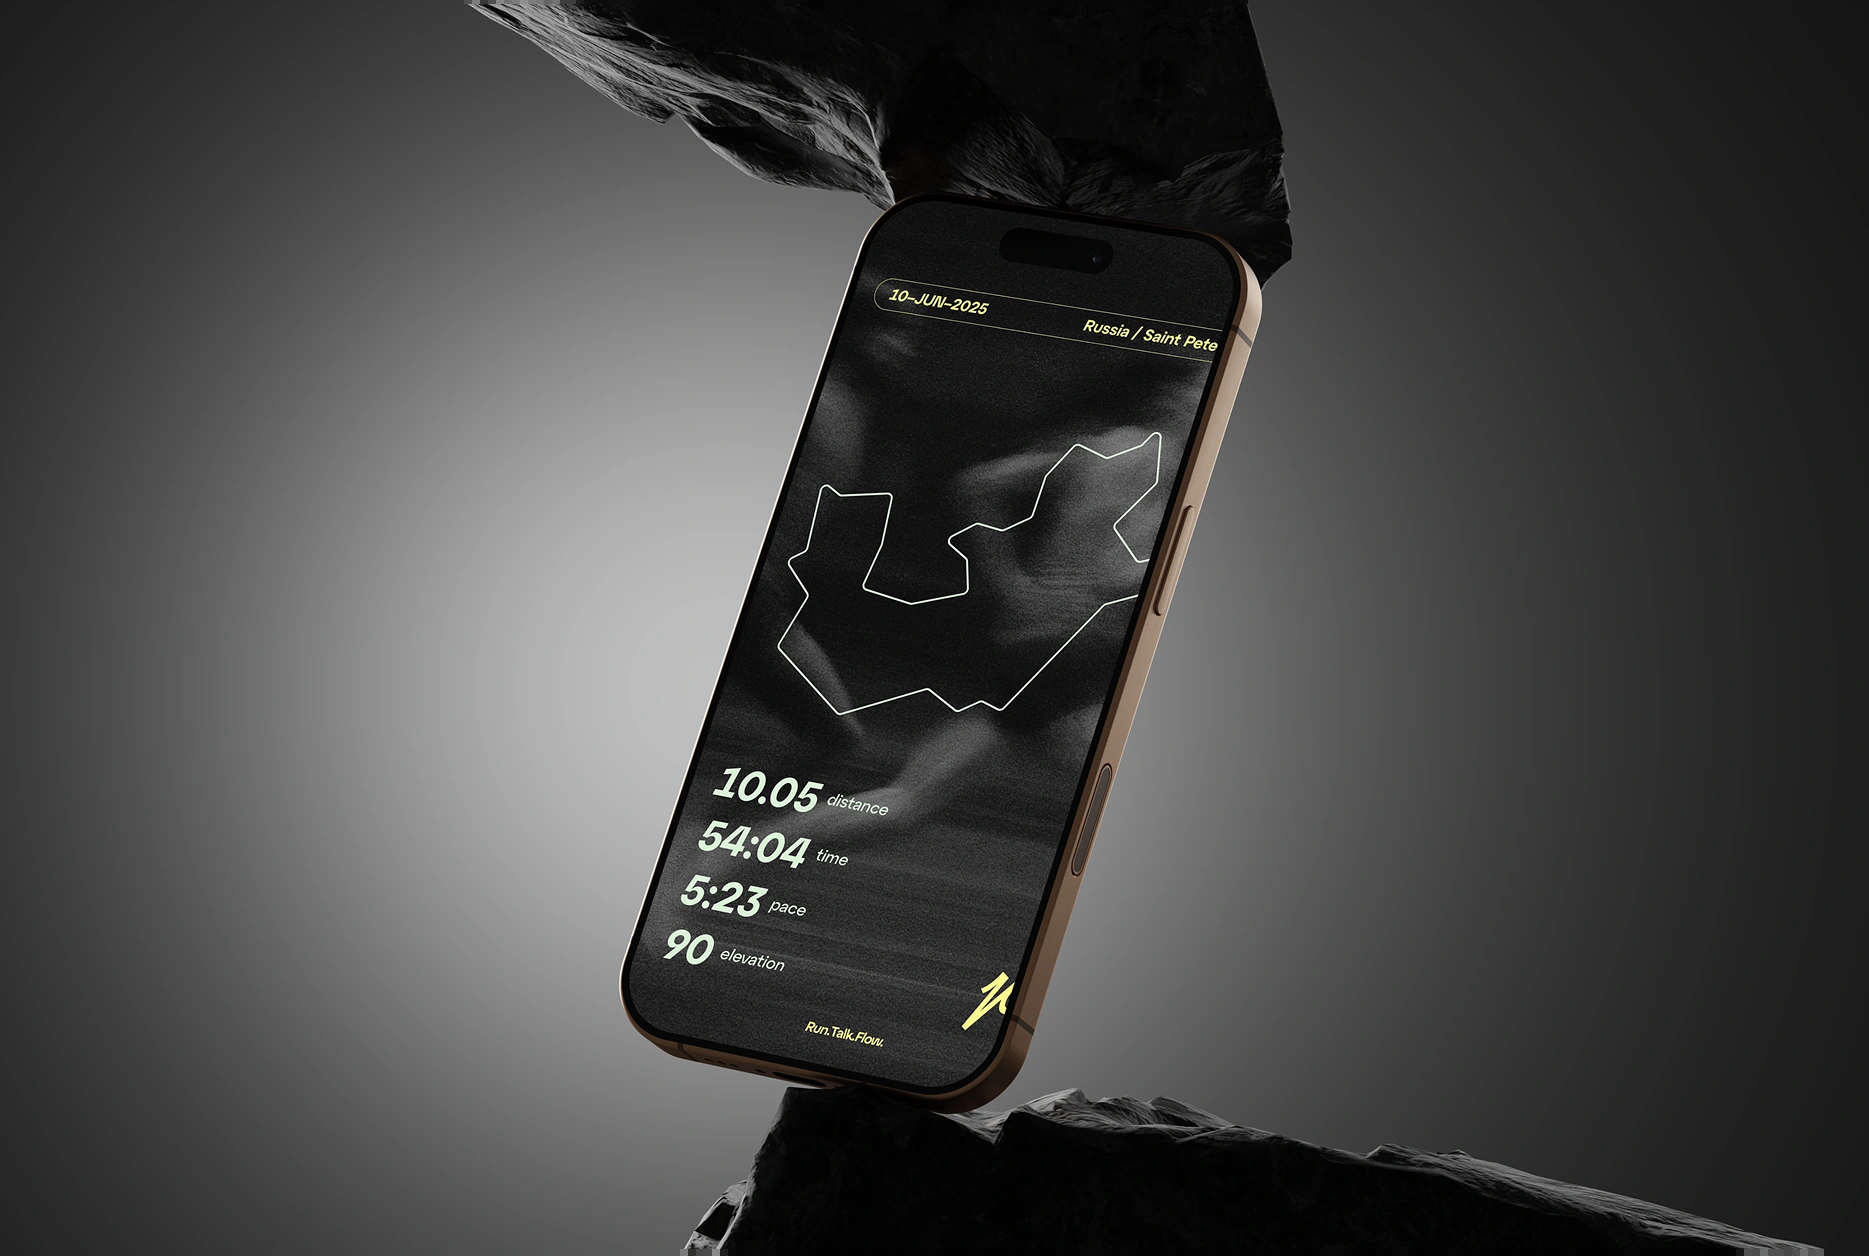 10–JUN–2025
Russia / Saint Pete
10.05 distance
54:04 time
5:23 pace
90 elevation
Run.Talk.Flow.